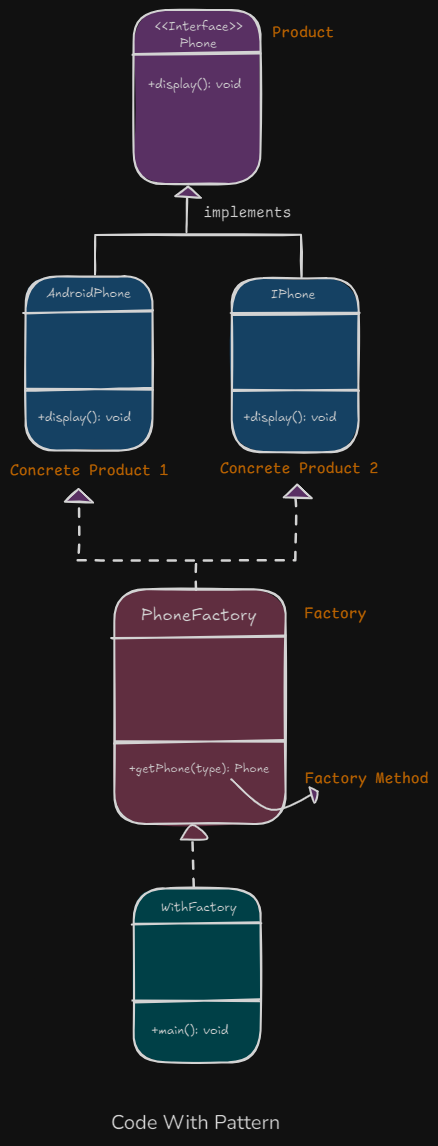 <<Interface>>
Phone
Product
+display(): void
implements
AndroidPhone
IPhone
+display(): void
+display(): void
Concrete Product 1
Concrete Product 2
PhoneFactory
Factory
+getPhone(type): Phone
Factory Method
WithFactory
+main(): void
Code With Pattern